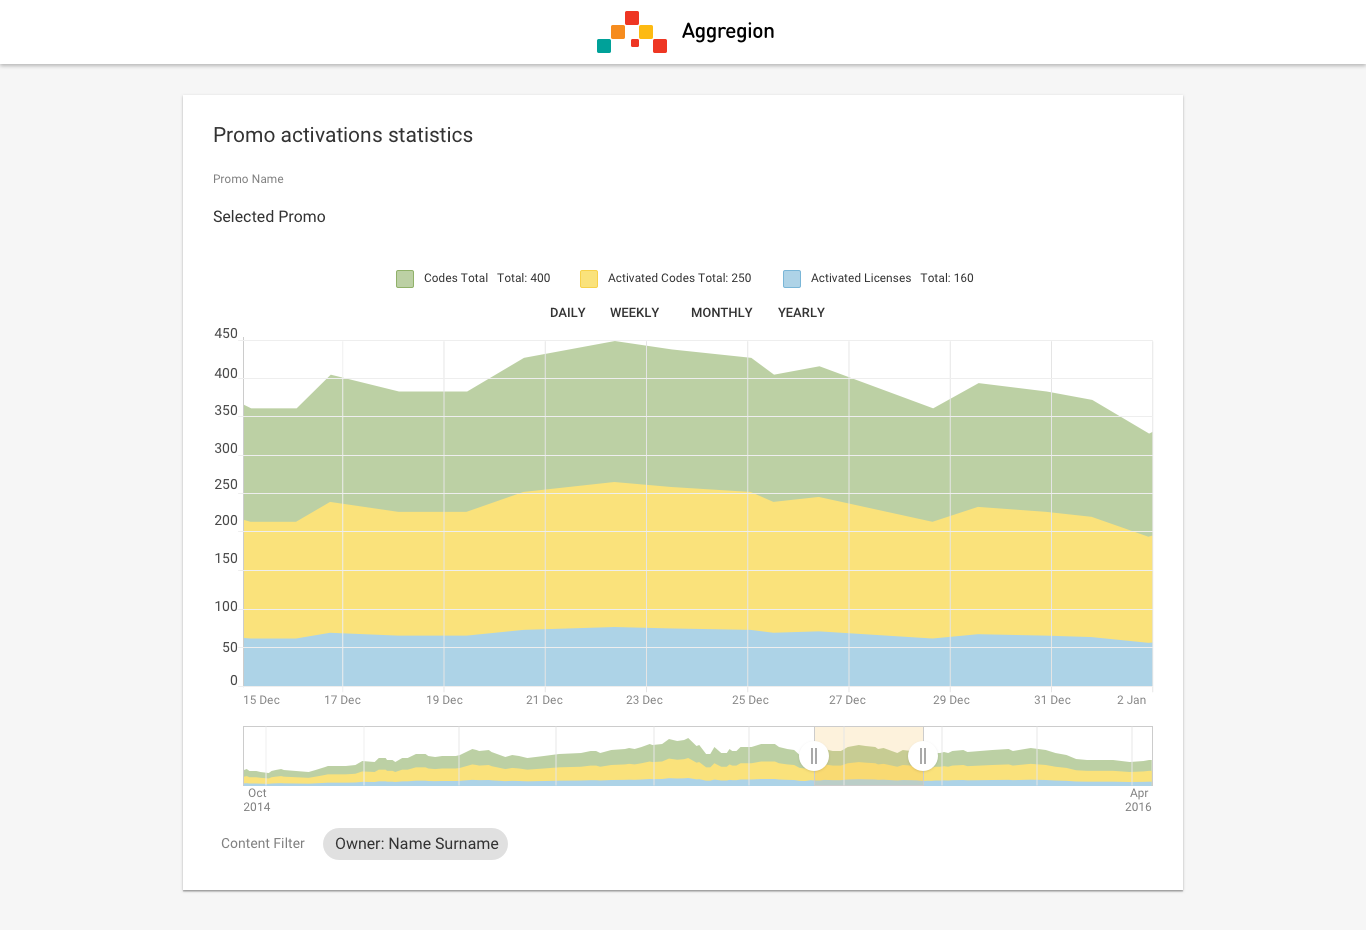 Aggregion
Promo activations statistics
Promo Name
Selected Promo
Codes Total Total: 400 Activated Codes Total: 250 Activated Licenses Total: 160
DAILY WEEKLY MONTHLY YEARLY
450
400
350
300
250
200
150
100
50
0
15 Dec 17 Dec 19 Dec 21 Dec 23 Dec 25 Dec 27 Dec 29 Dec 31 Dec 2 Jan
Oct Apr
2014 2016
Content Filter Owner: Name Surname